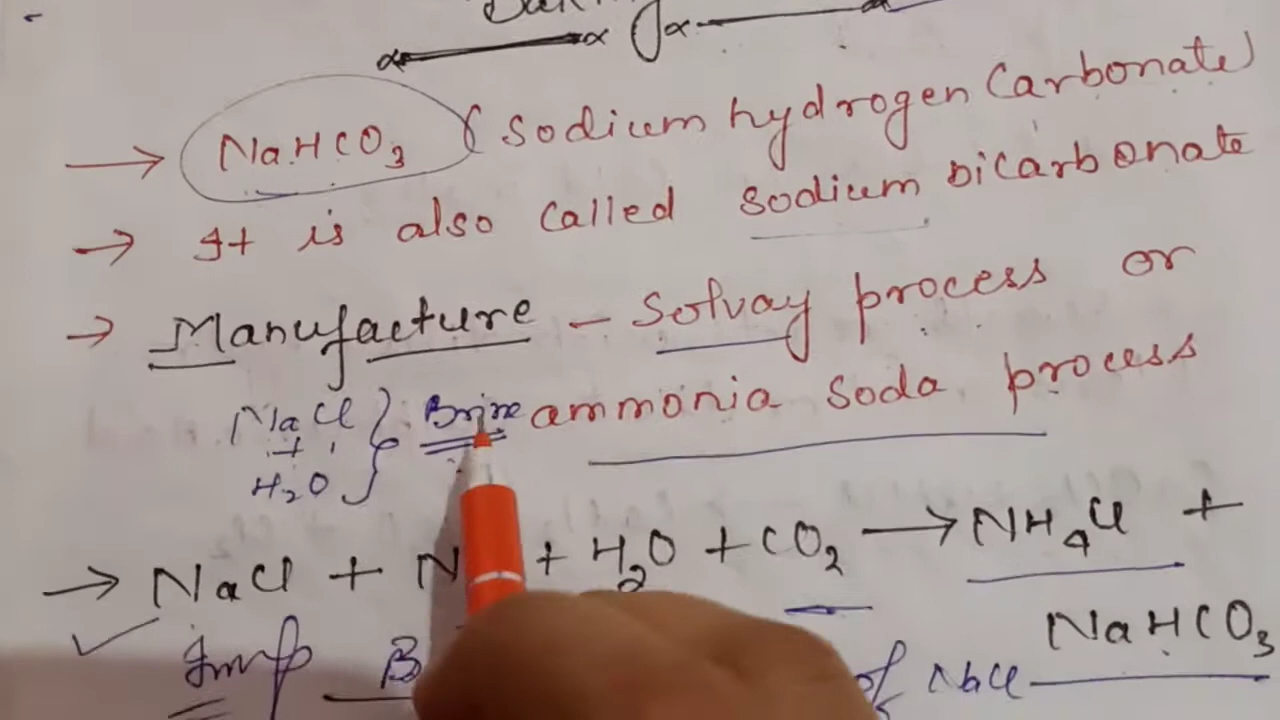 → NaHCO₃ (Sodium hydrogen Carbonate)
→ It is also called sodium bicarbonate
→ Manufacture – Solvay process or
ammonia soda process
NaCl + H₂O } Brine
→ NaCl + + H₂O + CO₂ → NH₄Cl +
NaHCO₃
Imp of NaCl